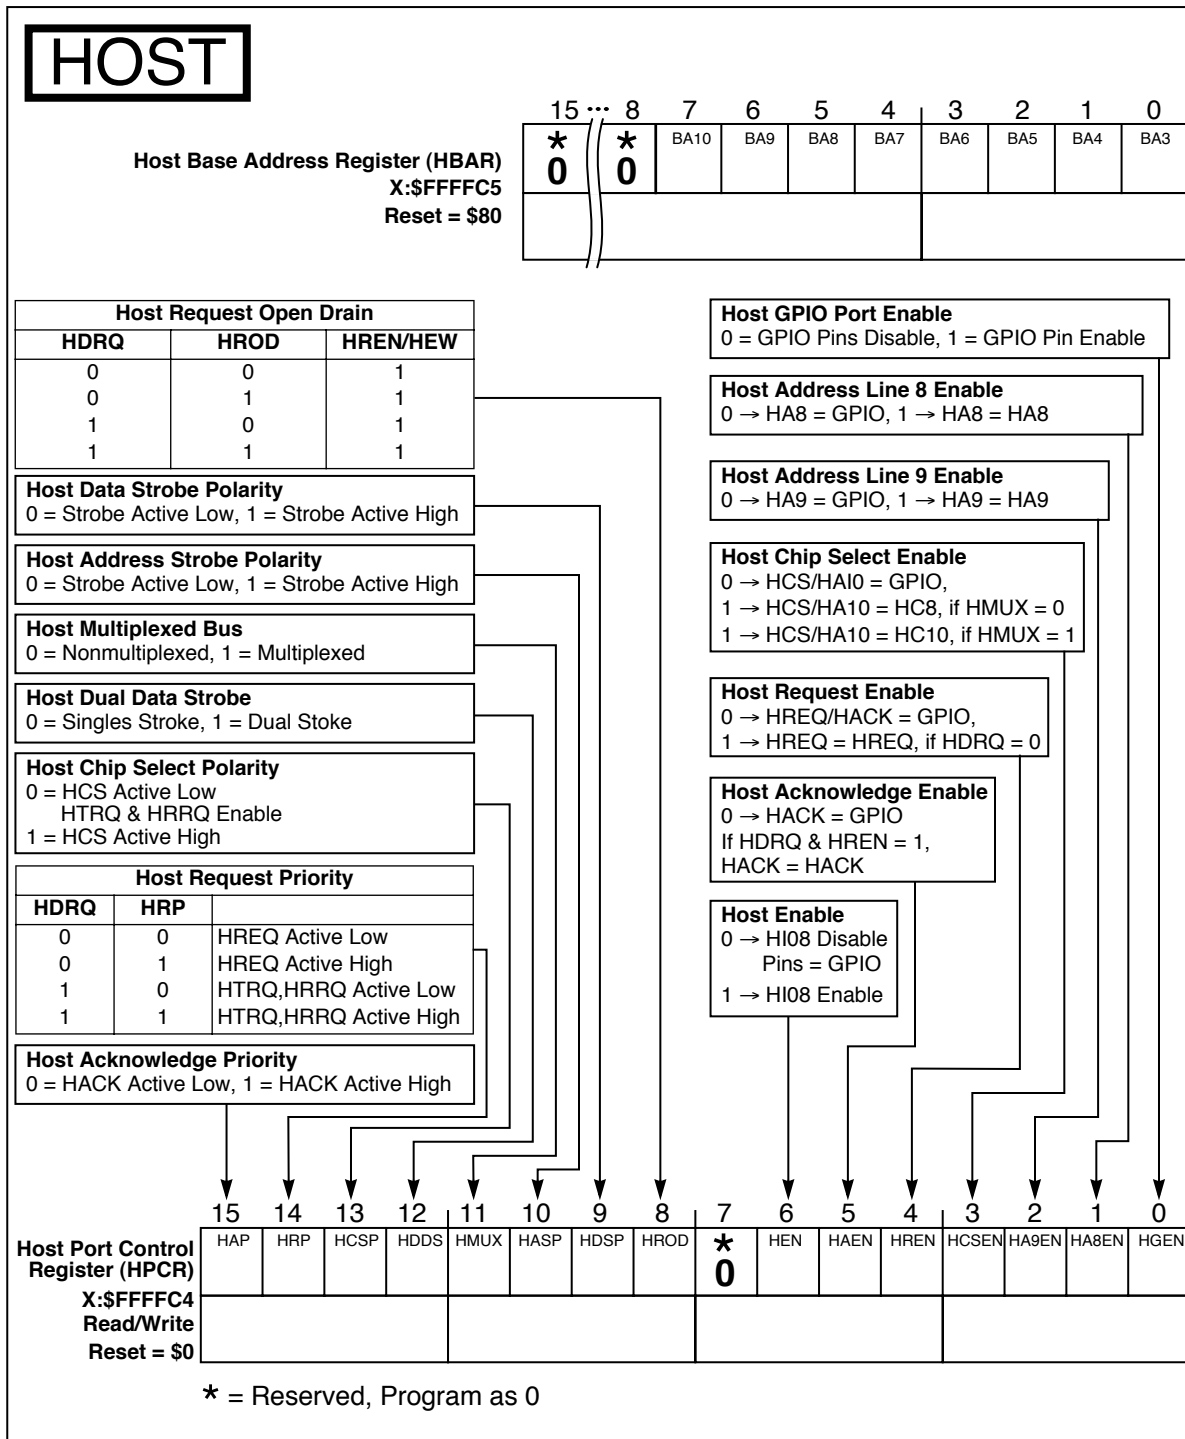 HOST
15 ... 8 7 6 5 4 3 2 1 0
* * BA10 BA9 BA8 BA7 BA6 BA5 BA4 BA3
0 0
Host Base Address Register (HBAR)
X:$FFFFC5
Reset = $80
Host Request Open Drain
HDRQ HROD HREN/HEW
0 0 1
0 1 1
1 0 1
1 1 1
Host Data Strobe Polarity
0 = Strobe Active Low, 1 = Strobe Active High
Host Address Strobe Polarity
0 = Strobe Active Low, 1 = Strobe Active High
Host Multiplexed Bus
0 = Nonmultiplexed, 1 = Multiplexed
Host Dual Data Strobe
0 = Singles Stroke, 1 = Dual Stoke
Host Chip Select Polarity
0 = HCS Active Low
HTRQ & HRRQ Enable
1 = HCS Active High
Host Request Priority
HDRQ HRP
0 0 HREQ Active Low
0 1 HREQ Active High
1 0 HTRQ,HRRQ Active Low
1 1 HTRQ,HRRQ Active High
Host Acknowledge Priority
0 = HACK Active Low, 1 = HACK Active High
Host GPIO Port Enable
0 = GPIO Pins Disable, 1 = GPIO Pin Enable
Host Address Line 8 Enable
0 → HA8 = GPIO, 1 → HA8 = HA8
Host Address Line 9 Enable
0 → HA9 = GPIO, 1 → HA9 = HA9
Host Chip Select Enable
0 → HCS/HAI0 = GPIO,
1 → HCS/HA10 = HC8, if HMUX = 0
1 → HCS/HA10 = HC10, if HMUX = 1
Host Request Enable
0 → HREQ/HACK = GPIO,
1 → HREQ = HREQ, if HDRQ = 0
Host Acknowledge Enable
0 → HACK = GPIO
If HDRQ & HREN = 1,
HACK = HACK
Host Enable
0 → HI08 Disable
Pins = GPIO
1 → HI08 Enable
15 14 13 12 11 10 9 8 7 6 5 4 3 2 1 0
HAP HRP HCSP HDDS HMUX HASP HDSP HROD * HEN HAEN HREN HCSEN HA9EN HA8EN HGEN
0
Host Port Control
Register (HPCR)
X:$FFFFC4
Read/Write
Reset = $0
* = Reserved, Program as 0